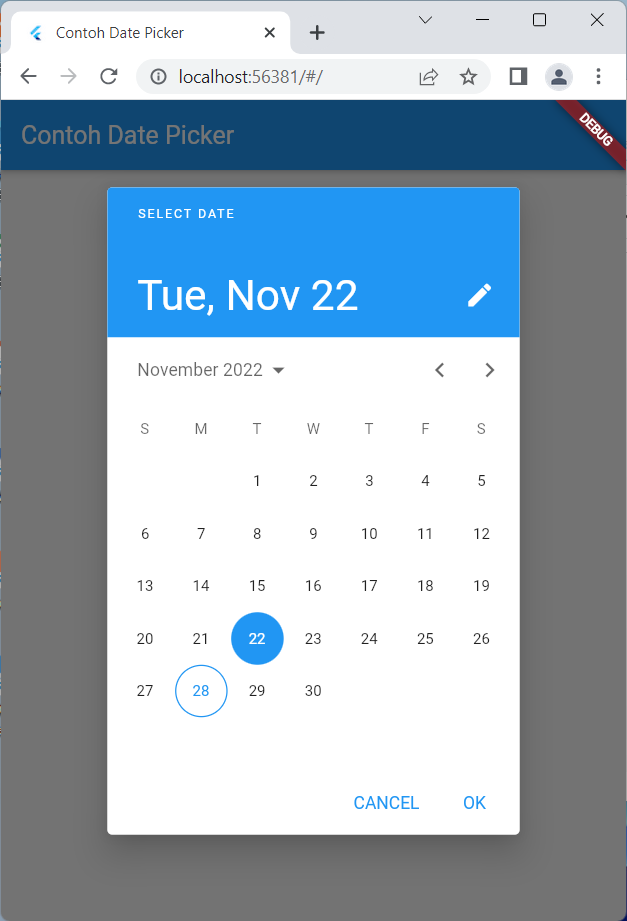 Contoh Date Picker
localhost:56381/#/
Contoh Date Picker
DEBUG
SELECT DATE
Tue, Nov 22
November 2022
S M T W T F S
1 2 3 4 5
6 7 8 9 10 11 12
13 14 15 16 17 18 19
20 21 22 23 24 25 26
27 28 29 30
CANCEL OK